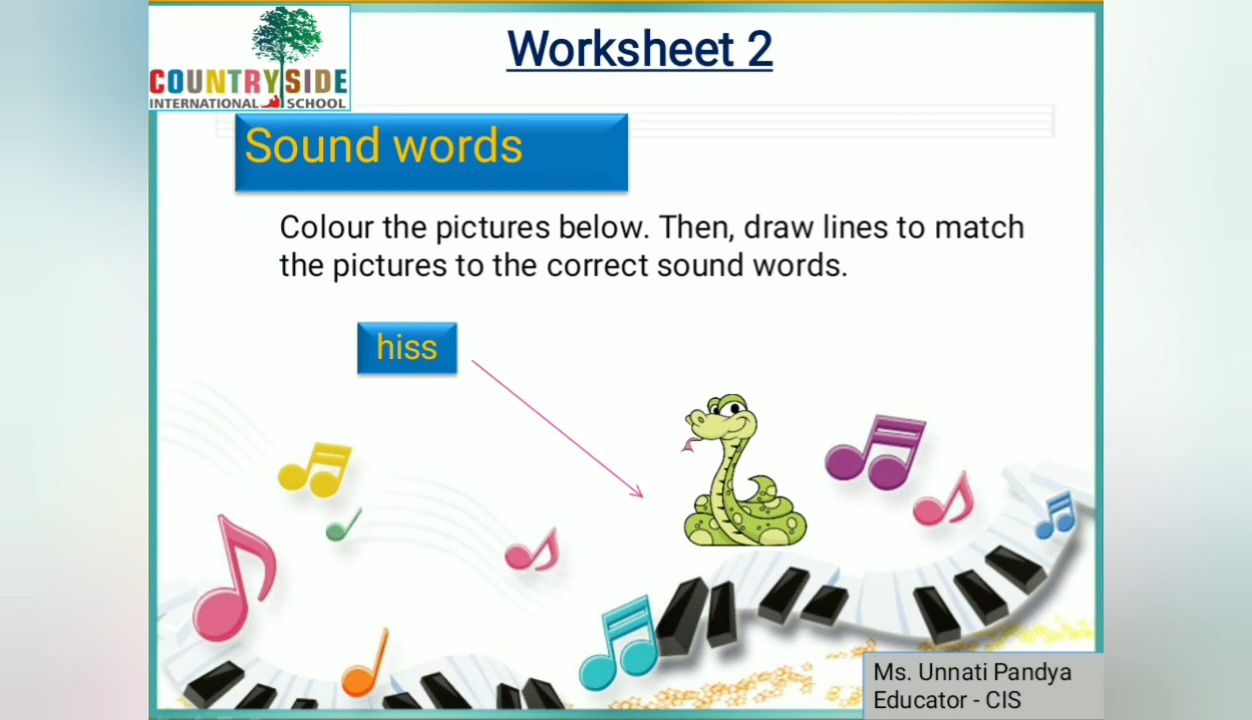 COUNTRYSIDE
INTERNATIONAL SCHOOL
Worksheet 2
Sound words
Colour the pictures below. Then, draw lines to match
the pictures to the correct sound words.
hiss
Ms. Unnati Pandya
Educator - CIS